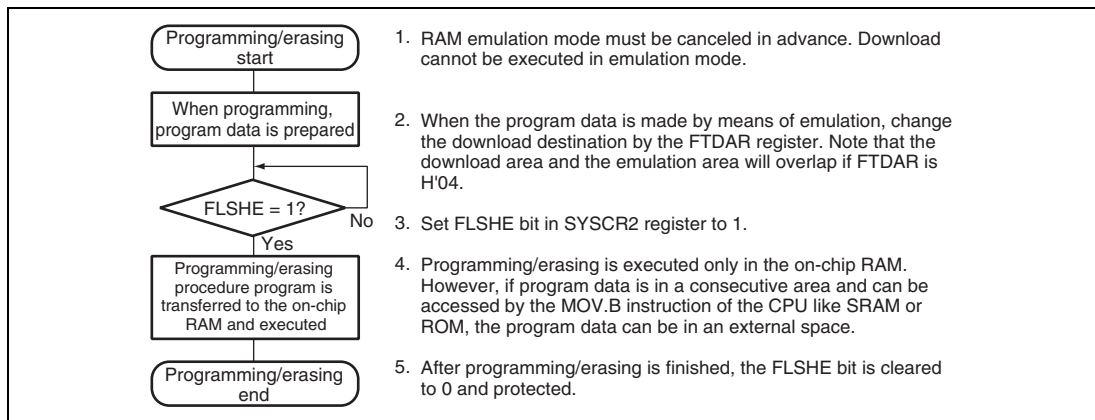 Programming/erasing
start
When programming,
program data is prepared
FLSHE = 1?
No
Yes
Programming/erasing
procedure program is
transferred to the on-chip
RAM and executed
Programming/erasing
end
1. RAM emulation mode must be canceled in advance. Download
cannot be executed in emulation mode.
2. When the program data is made by means of emulation, change
the download destination by the FTDAR register. Note that the
download area and the emulation area will overlap if FTDAR is
H'04.
3. Set FLSHE bit in SYSCR2 register to 1.
4. Programming/erasing is executed only in the on-chip RAM.
However, if program data is in a consecutive area and can be
accessed by the MOV.B instruction of the CPU like SRAM or
ROM, the program data can be in an external space.
5. After programming/erasing is finished, the FLSHE bit is cleared
to 0 and protected.